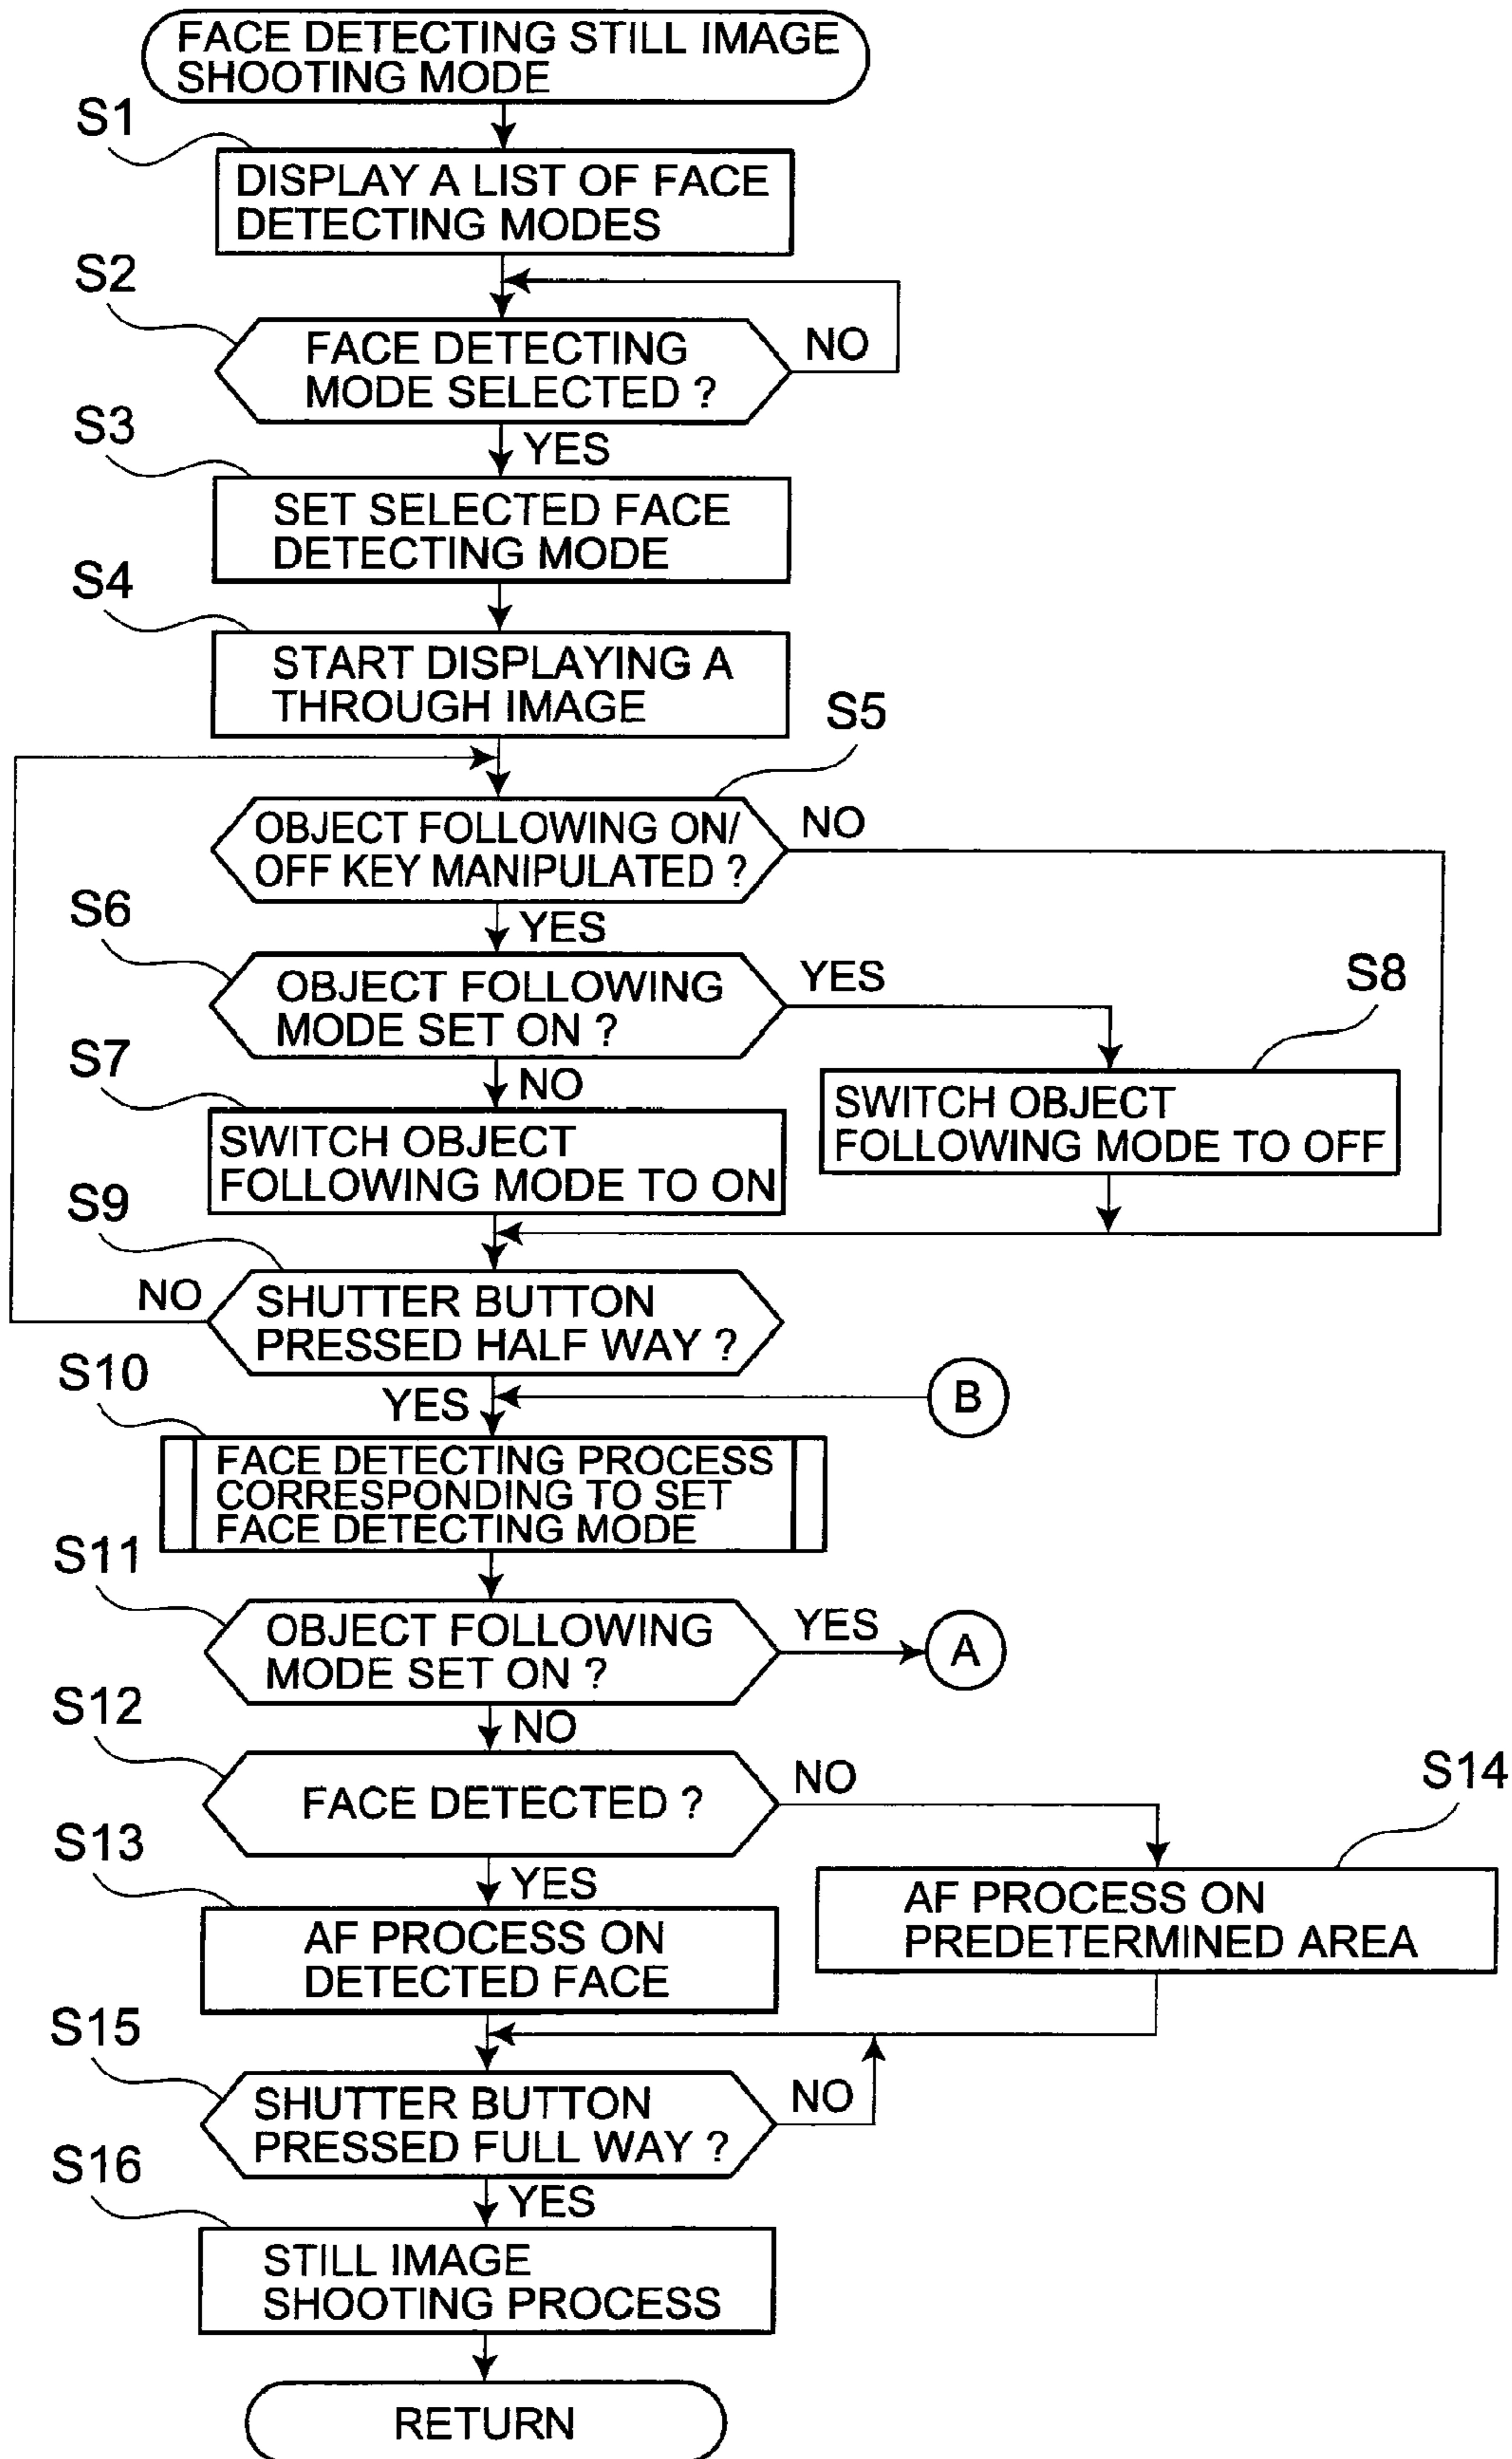 FACE DETECTING STILL IMAGE
SHOOTING MODE
S1
DISPLAY A LIST OF FACE
DETECTING MODES
S2
FACE DETECTING
MODE SELECTED ?
NO
S3
YES
SET SELECTED FACE
DETECTING MODE
S4
START DISPLAYING A
THROUGH IMAGE
S5
OBJECT FOLLOWING ON/
OFF KEY MANIPULATED ?
NO
S6
YES
OBJECT FOLLOWING
MODE SET ON ?
YES
S8
S7
NO
SWITCH OBJECT
FOLLOWING MODE TO OFF
SWITCH OBJECT
FOLLOWING MODE TO ON
S9
NO
SHUTTER BUTTON
PRESSED HALF WAY ?
S10
YES
B
FACE DETECTING PROCESS
CORRESPONDING TO SET
FACE DETECTING MODE
S11
OBJECT FOLLOWING
MODE SET ON ?
YES
A
S12
NO
FACE DETECTED ?
NO
S14
S13
YES
AF PROCESS ON
PREDETERMINED AREA
AF PROCESS ON
DETECTED FACE
S15
SHUTTER BUTTON
PRESSED FULL WAY ?
NO
S16
YES
STILL IMAGE
SHOOTING PROCESS
RETURN